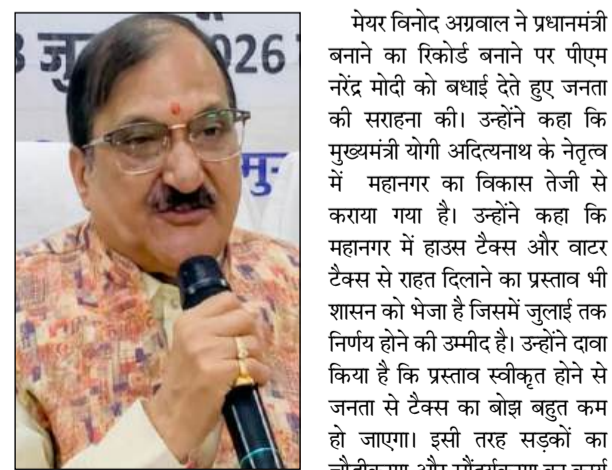 3 जु 2026
मु-
मेयर विनोद अग्रवाल ने प्रधानमंत्री
बनाने का रिकोर्ड बनाने पर पीएम
नरेंद्र मोदी को बधाई देते हुए जनता
की सराहना की। उन्होंने कहा कि
मुख्यमंत्री योगी अदित्यनाथ के नेतृत्व
में महानगर का विकास तेजी से
कराया गया है। उन्होंने कहा कि
महानगर में हाउस टैक्स और वाटर
टैक्स से राहत दिलाने का प्रस्ताव भी
शासन को भेजा है जिसमें जुलाई तक
निर्णय होने की उम्मीद है। उन्होंने दावा
किया है कि प्रस्ताव स्वीकृत होने से
जनता से टैक्स का बोझ बहुत कम
हो जाएगा। इसी तरह सड़कों का